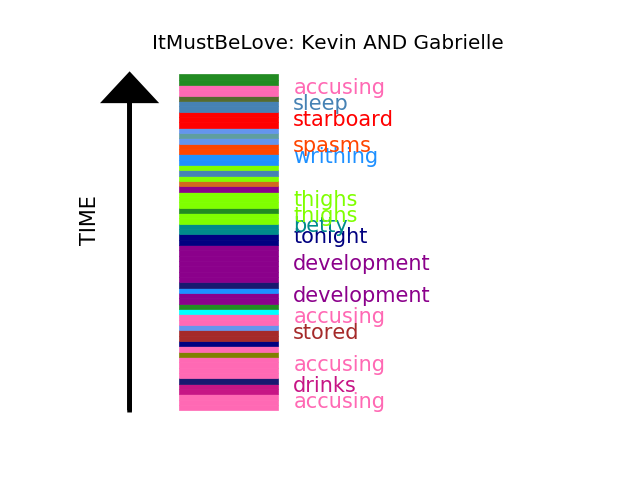 ItMustBeLove: Kevin AND Gabrielle
accusing
sleep
starboard
spasms
writhing
thighs
thighs
petty
tonight
development
development
accusing
stored
accusing
drinks
accusing
TIME